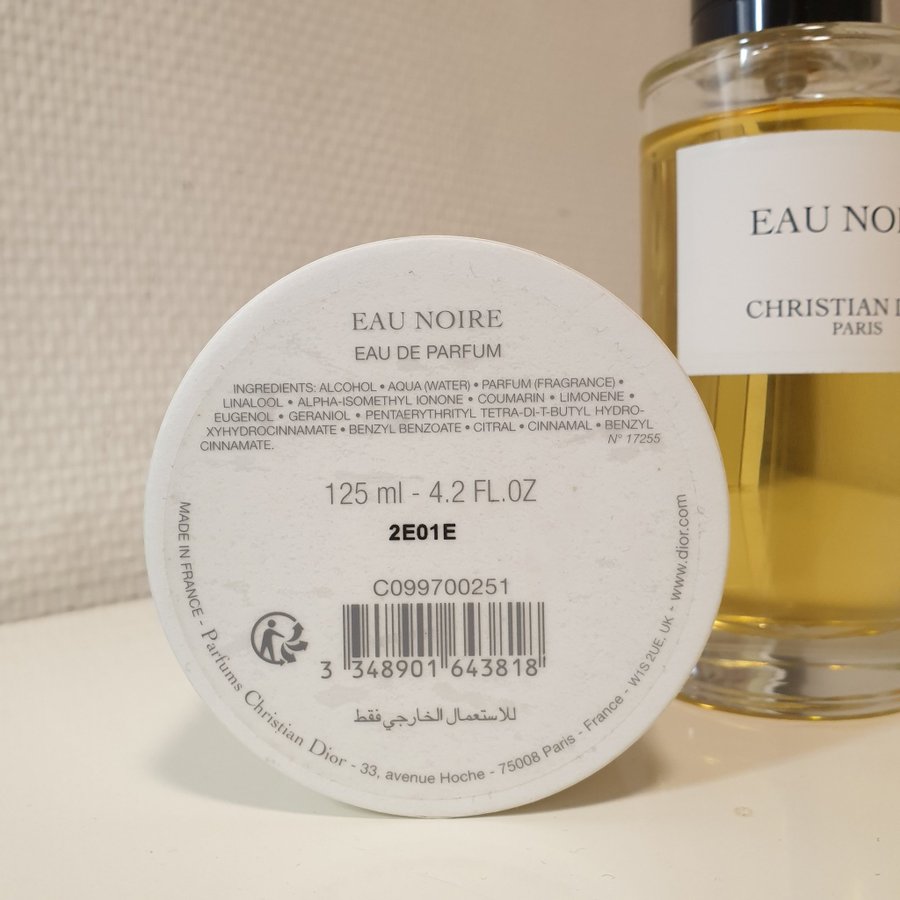 EAU NOIRE
EAU DE PARFUM
INGREDIENTS: ALCOHOL • AQUA (WATER) • PARFUM (FRAGRANCE) •
LINALOOL • ALPHA-ISOMETHYL IONONE • COUMARIN • LIMONENE •
EUGENOL • GERANIOL • PENTAERYTHRITYL TETRA-DI-T-BUTYL HYDRO-
XYHYDROCINNAMATE • BENZYL BENZOATE • CITRAL • CINNAMAL • BENZYL
CINNAMATE. N° 17255
125 ml - 4.2 FL.OZ
2E01E
C099700251
3 348901 643818
للاستعمال الخارجي فقط
MADE IN FRANCE - Parfums Christian Dior - 33, avenue Hoche - 75008 Paris - France - W1S 2UE. UK - www.dior.com
EAU NOI
CHRISTIAN D
PARIS